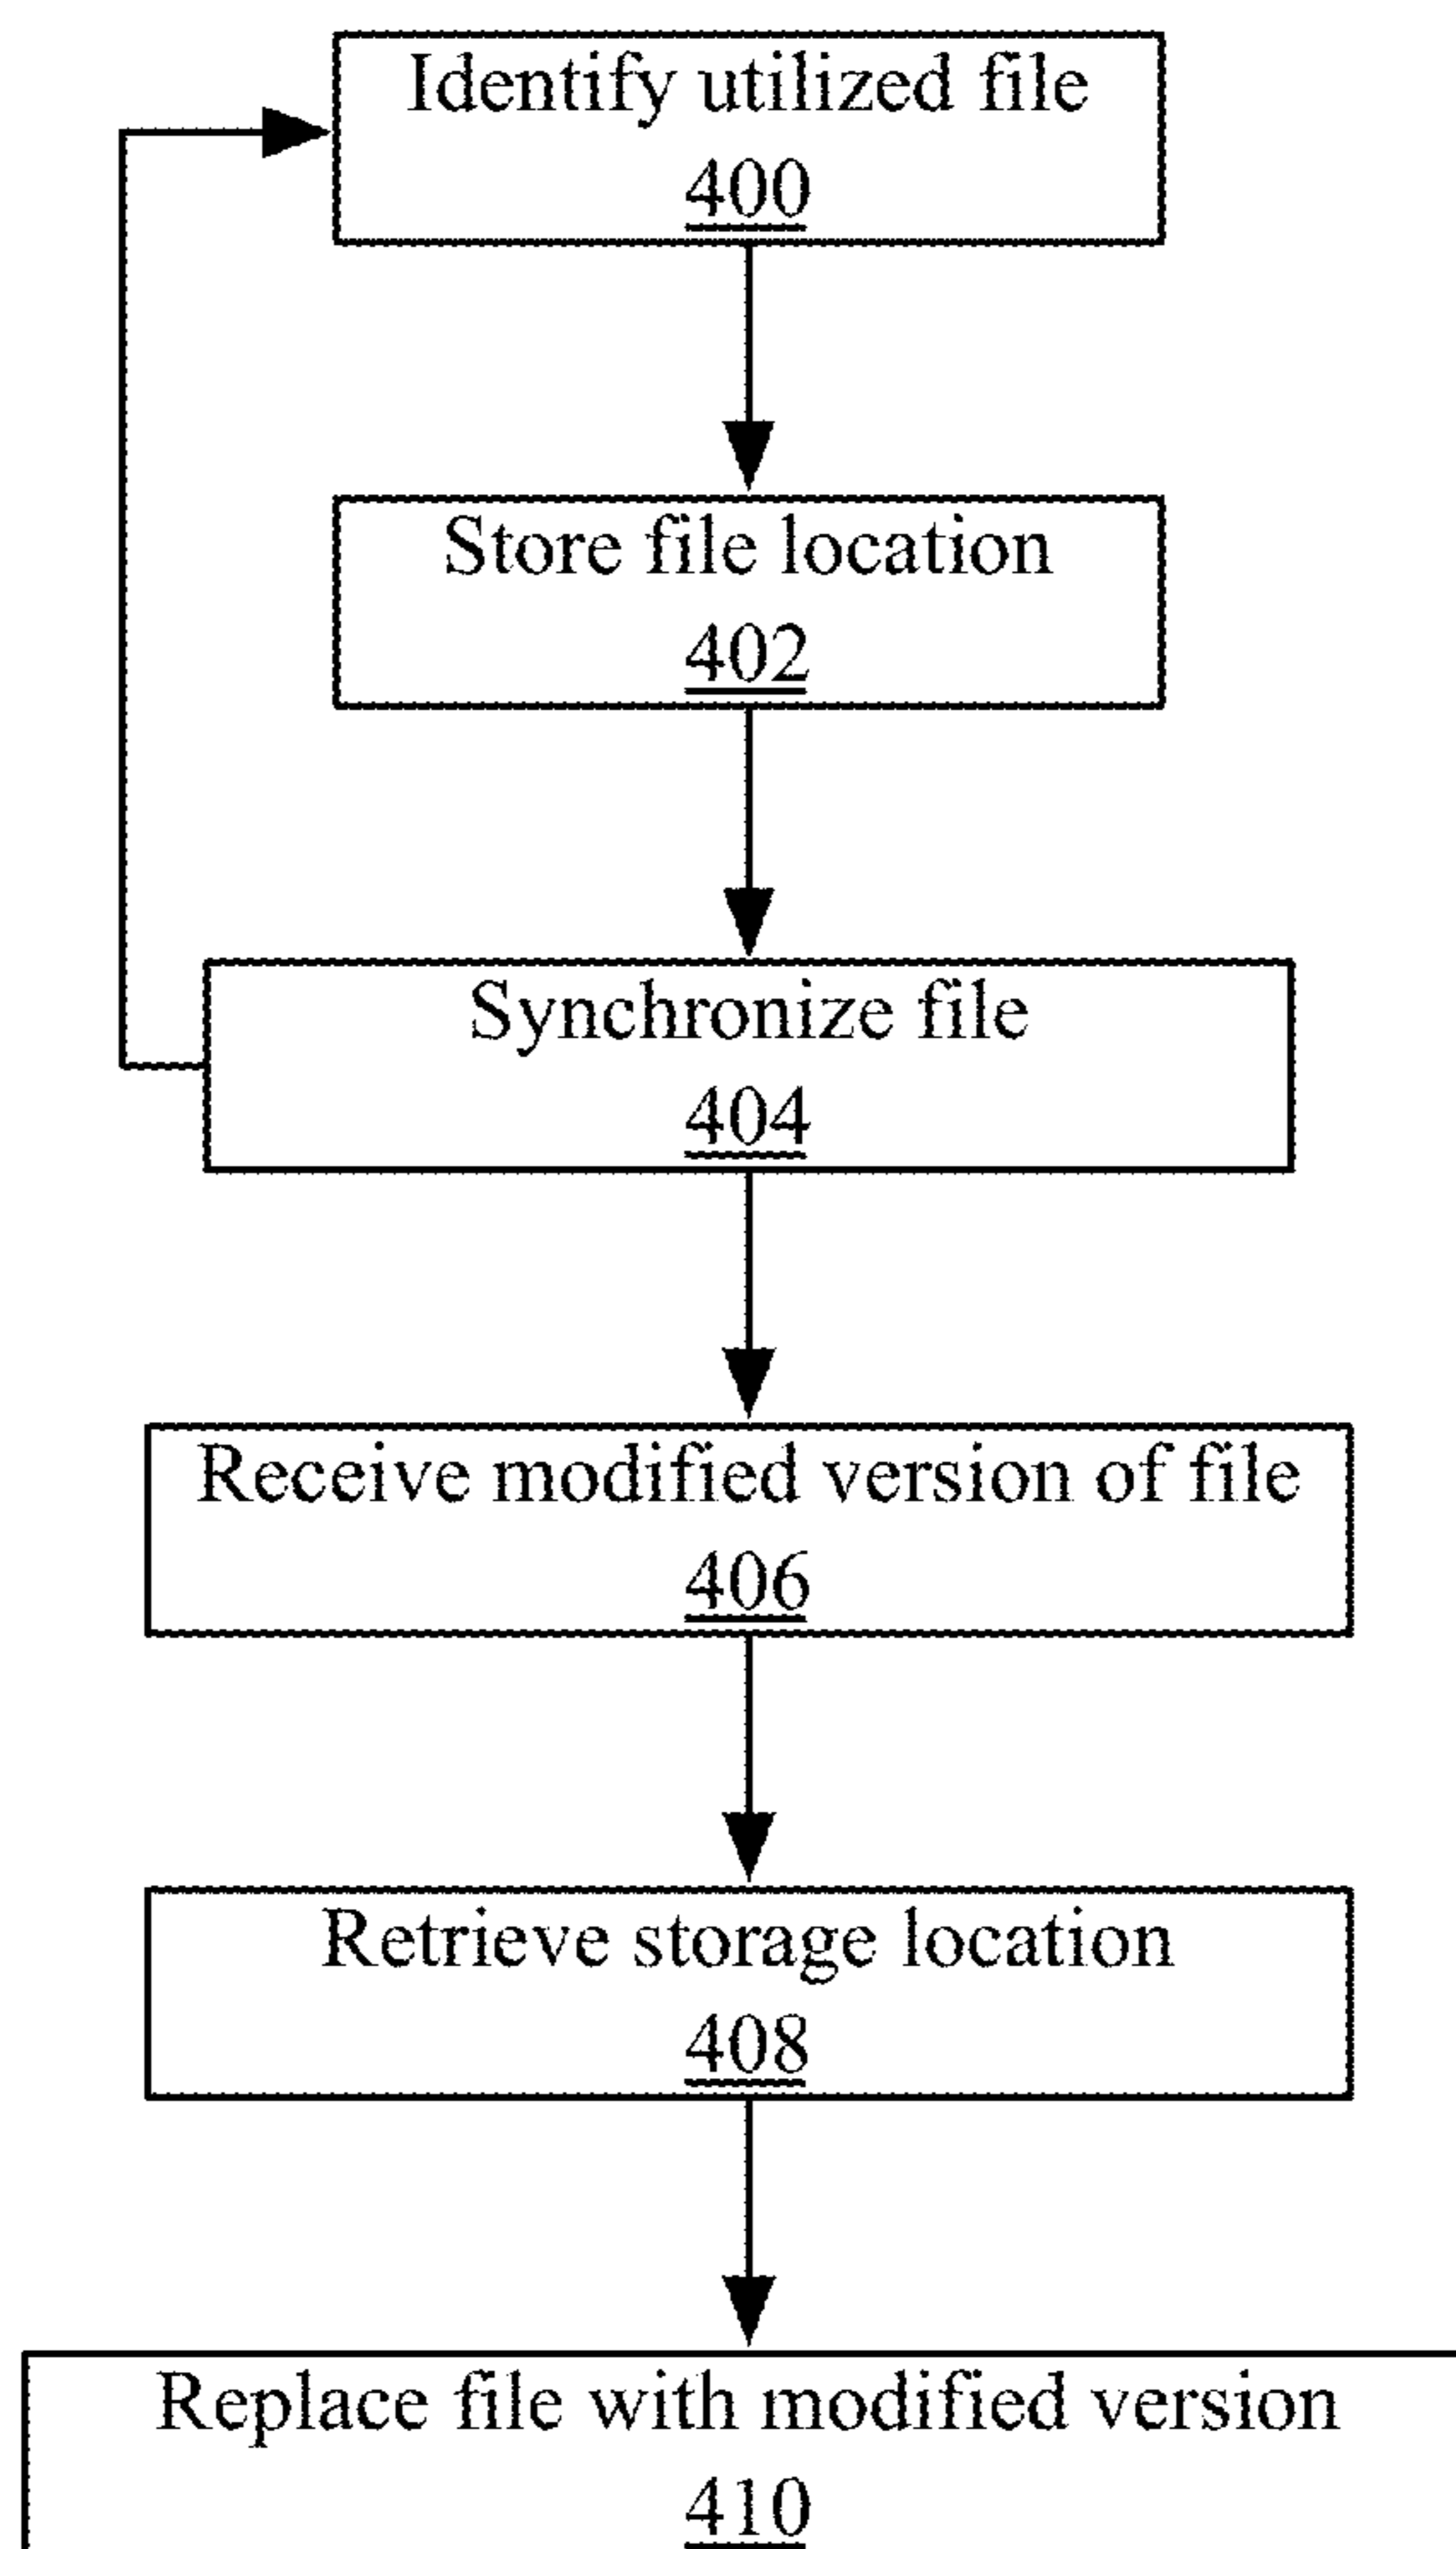 Identify utilized file
400
Store file location
402
Synchronize file
404
Receive modified version of file
406
Retrieve storage location
408
Replace file with modified version
410